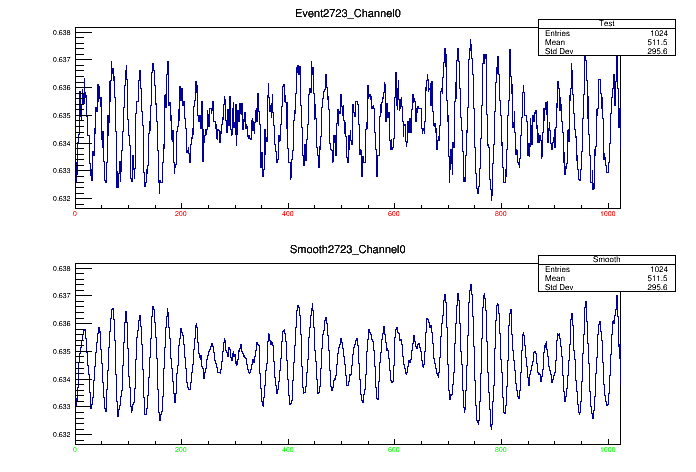 Event2723_Channel0
Test
Entries 1024
Mean 511.5
Std Dev 295.6
0.638
0.637
0.636
0.635
0.634
0.633
0.632
0 200 400 600 800 1000
Smooth2723_Channel0
Smooth
Entries 1024
Mean 511.5
Std Dev 295.6
0.638
0.637
0.636
0.635
0.634
0.633
0.632
0 200 400 600 800 1000